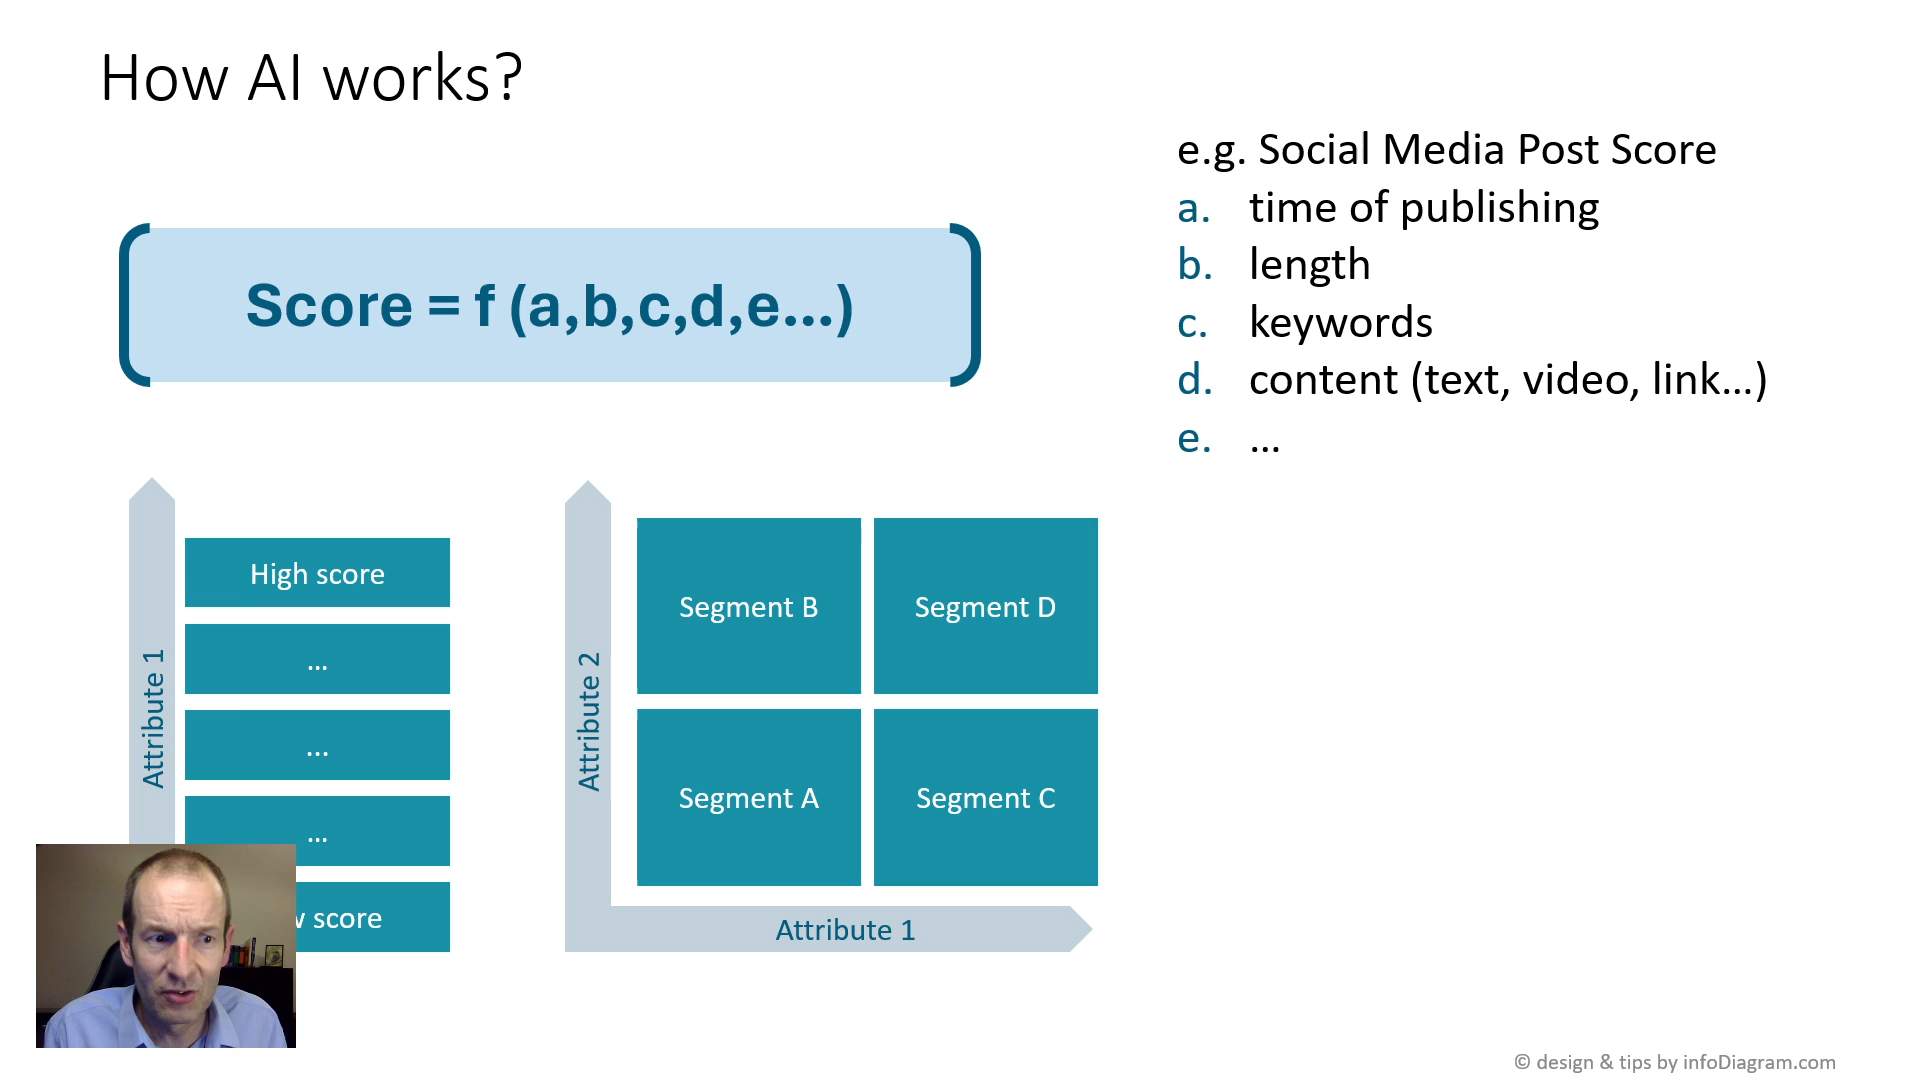 How AI works?
Score = f (a,b,c,d,e...)
e.g. Social Media Post Score
a. time of publishing
b. length
c. keywords
d. content (text, video, link...)
e. ...
Attribute 1
High score
...
...
...
score
Attribute 2
Segment B
Segment D
Segment A
Segment C
Attribute 1
© design & tips by infoDiagram.com